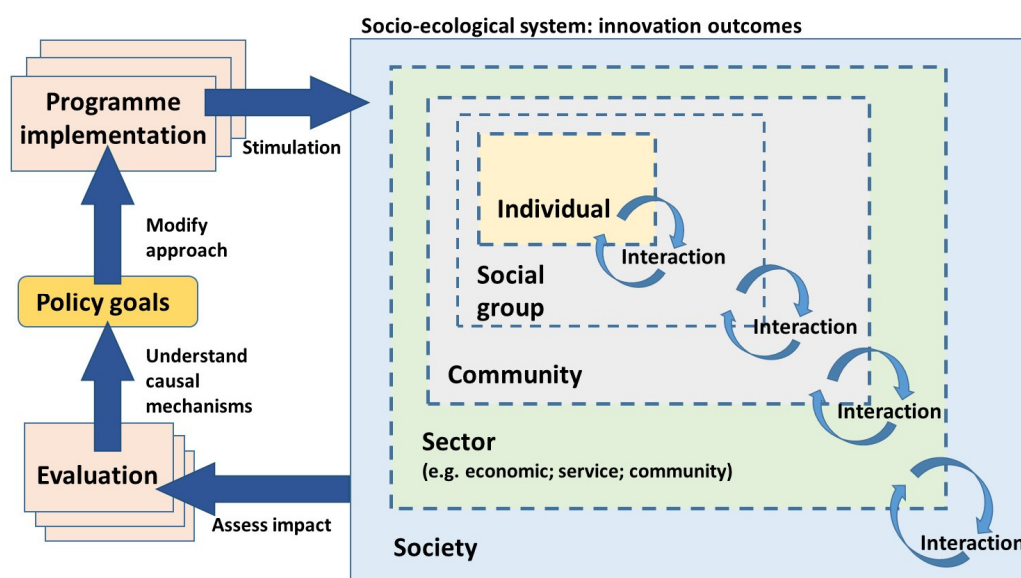 Socio-ecological system: innovation outcomes
Programme
implementation
Stimulation
Modify
approach
Policy goals
Understand
causal
mechanisms
Evaluation
Assess impact
Individual
Interaction
Social
group
Interaction
Community
Interaction
Sector
(e.g. economic; service; community)
Interaction
Society